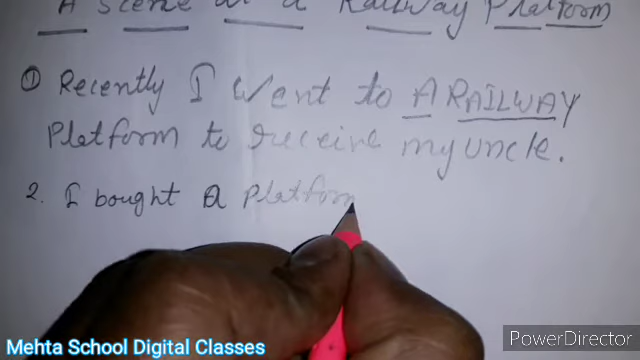 A Scene at a Railway Platform
① Recently I Went to A RAILWAY
Platform to receive my uncle.
2. I bought A Platform
Mehta School Digital Classes
PowerDirector